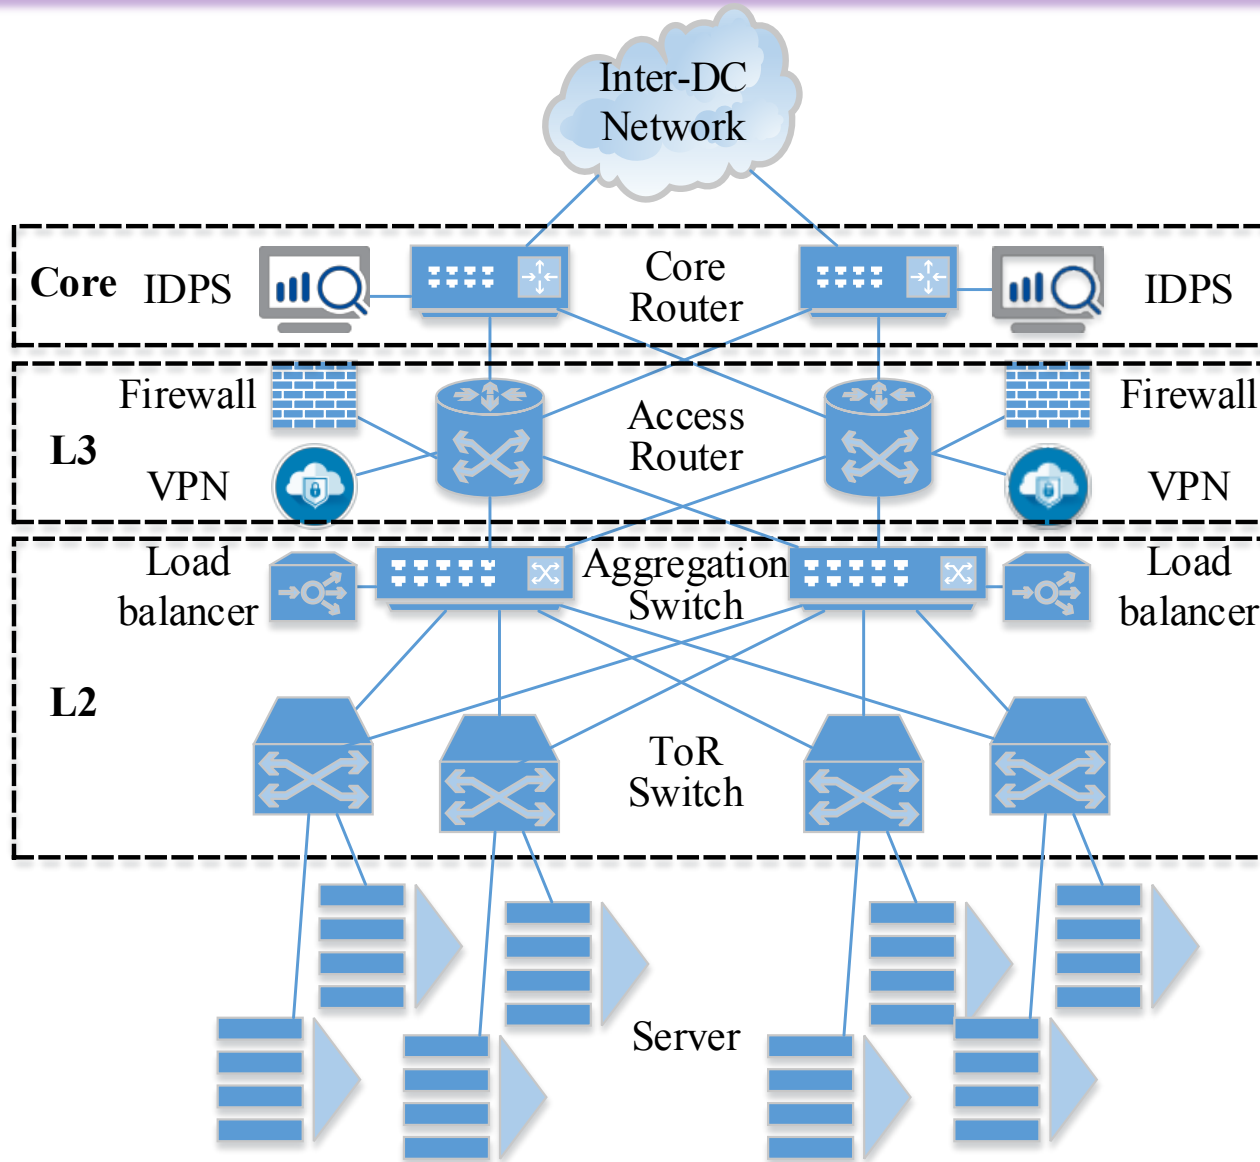 Inter-DC
Network
Core
IDPS
Core
Router
IDPS
Firewall
Firewall
L3
Access
Router
VPN
VPN
Load
balancer
Aggregation
Switch
Load
balancer
L2
ToR
Switch
Server